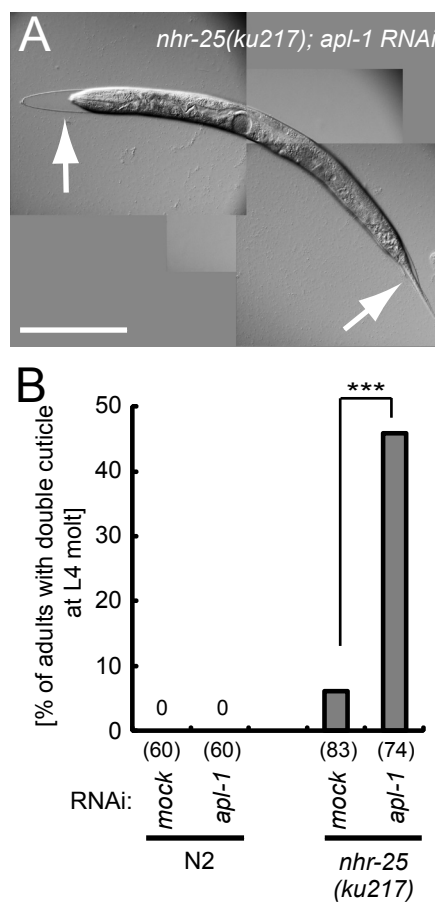 A
nhr-25(ku217); apl-1 RNAi
B
[% of adults with double cuticle
at L4 molt]
50
40
30
20
10
0
0
0
***
(60)
(60)
(83)
(74)
RNAi:
mock
apl-1
mock
apl-1
N2
nhr-25
(ku217)